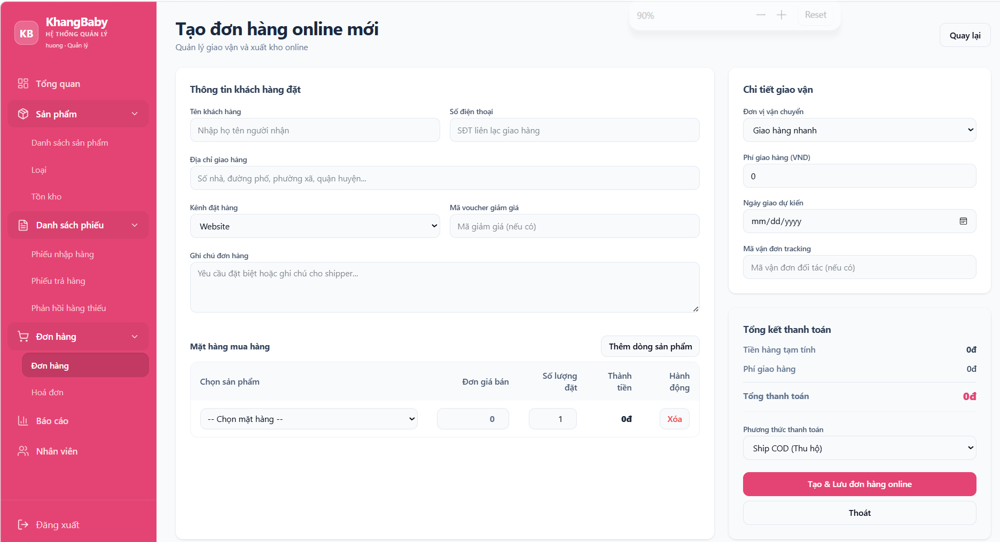 KB
KhangBaby
HỆ THỐNG QUẢN LÝ
huong · Quản lý
Tổng quan
Sản phẩm
Danh sách sản phẩm
Loại
Tồn kho
Danh sách phiếu
Phiếu nhập hàng
Phiếu trả hàng
Phản hồi hàng thiếu
Đơn hàng
Đơn hàng
Hoá đơn
Báo cáo
Nhân viên
Đăng xuất
90%
Reset
Tạo đơn hàng online mới
Quản lý giao vận và xuất kho online
Quay lại
Thông tin khách hàng đặt
Tên khách hàng
Số điện thoại
Nhập họ tên người nhận
SĐT liên lạc giao hàng
Địa chỉ giao hàng
Số nhà, đường phố, phường xã, quận huyện...
Kênh đặt hàng
Mã voucher giảm giá
Website
Mã giảm giá (nếu có)
Ghi chú đơn hàng
Yêu cầu đặt biệt hoặc ghi chú cho shipper...
Mặt hàng mua hàng
Thêm dòng sản phẩm
Chọn sản phẩm
Đơn giá bán
Số lượng
đặt
Thành
tiền
Hành
động
-- Chọn mặt hàng --
0
1
0đ
Xóa
Chi tiết giao vận
Đơn vị vận chuyển
Giao hàng nhanh
Phí giao hàng (VND)
0
Ngày giao dự kiến
mm/dd/yyyy
Mã vận đơn tracking
Mã vận đơn đối tác (nếu có)
Tổng kết thanh toán
Tiền hàng tạm tính 0đ
Phí giao hàng 0đ
Tổng thanh toán 0đ
Phương thức thanh toán
Ship COD (Thu hộ)
Tạo & Lưu đơn hàng online
Thoát